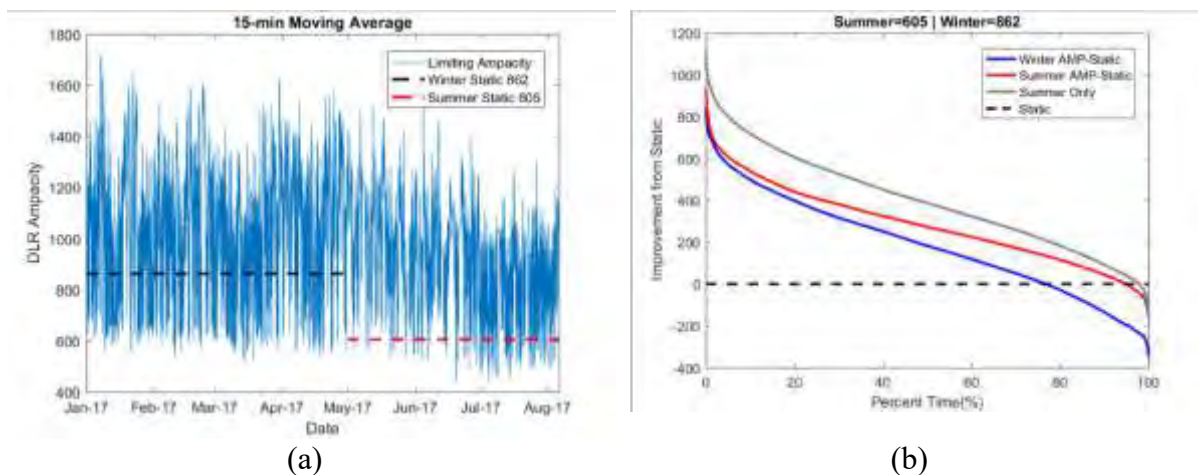 15-min Moving Average
DLR Ampacity
1800
1600
1400
1200
1000
800
600
400
Limiting Ampacity
Winter Static 862
Summer Static 605
Jan-17 Feb-17 Mar-17 Apr-17 May-17 Jun-17 Jul-17 Aug-17
Date
(a)
Summer=605 | Winter=862
Improvement from Static
1200
1000
800
600
400
200
0
-200
-400
Winter AMP-Static
Summer AMP-Static
Summer Only
Static
0 20 40 60 80 100
Percent Time(%)
(b)